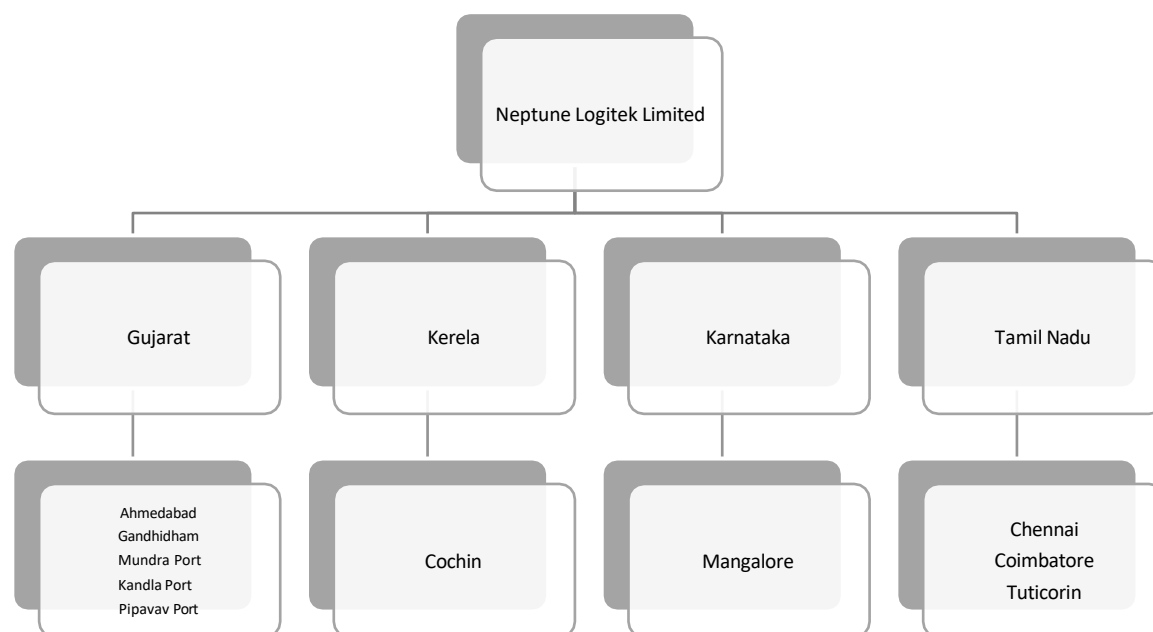 Neptune Logitek Limited
Gujarat
Kerela
Karnataka
Tamil Nadu
Ahmedabad
Gandhidham
Mundra Port
Kandla Port
Pipavav Port
Cochin
Mangalore
Chennai
Coimbatore
Tuticorin